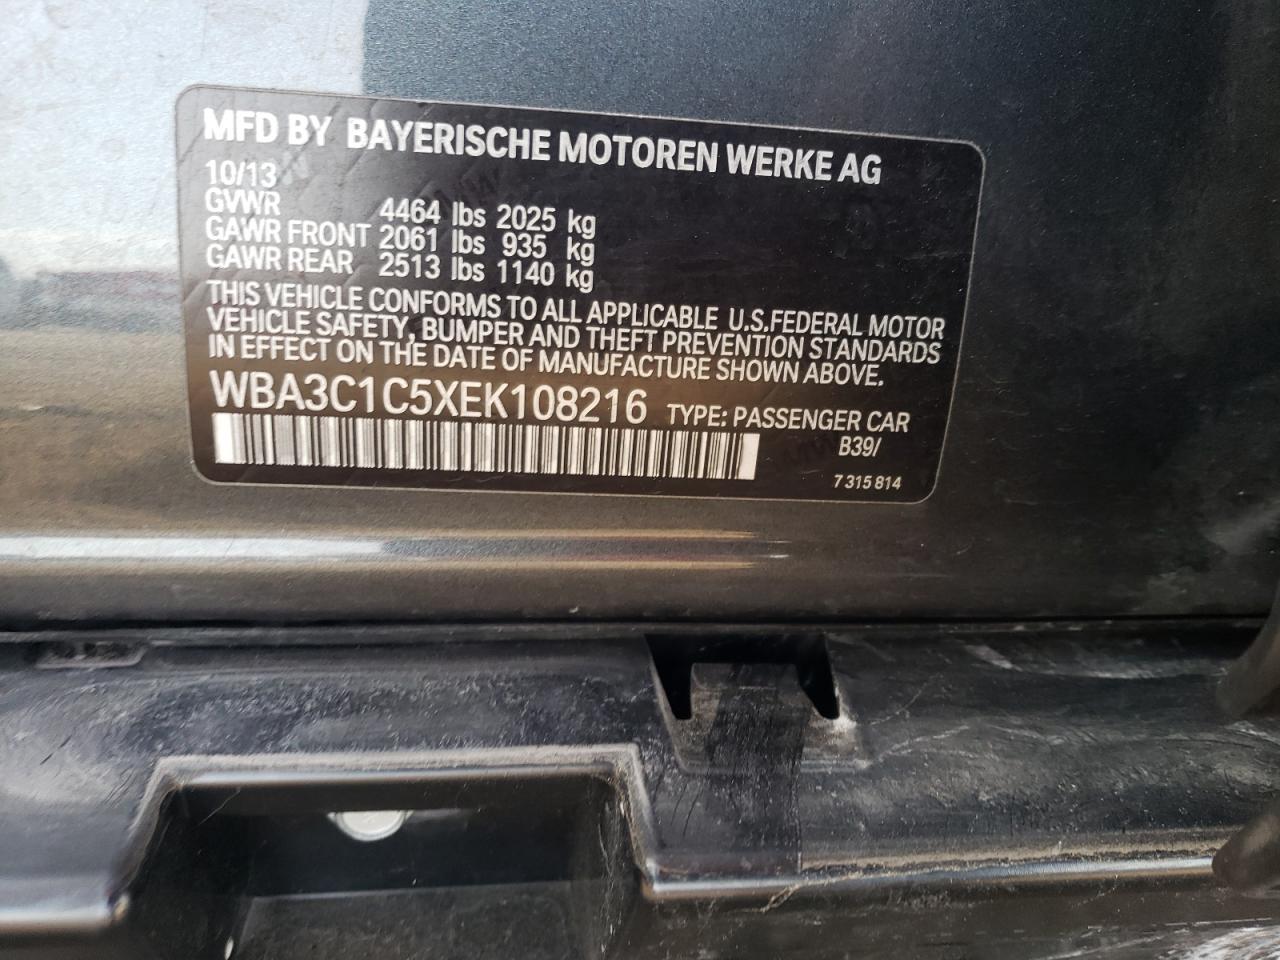 MFD BY BAYERISCHE MOTOREN WERKE AG
10/13
GVWR 4464 lbs 2025 kg
GAWR FRONT 2061 lbs 935 kg
GAWR REAR 2513 lbs 1140 kg
THIS VEHICLE CONFORMS TO ALL APPLICABLE U.S.FEDERAL MOTOR
VEHICLE SAFETY, BUMPER AND THEFT PREVENTION STANDARDS
IN EFFECT ON THE DATE OF MANUFACTURE SHOWN ABOVE.
WBA3C1C5XEK108216 TYPE: PASSENGER CAR
B39/
7 315 814